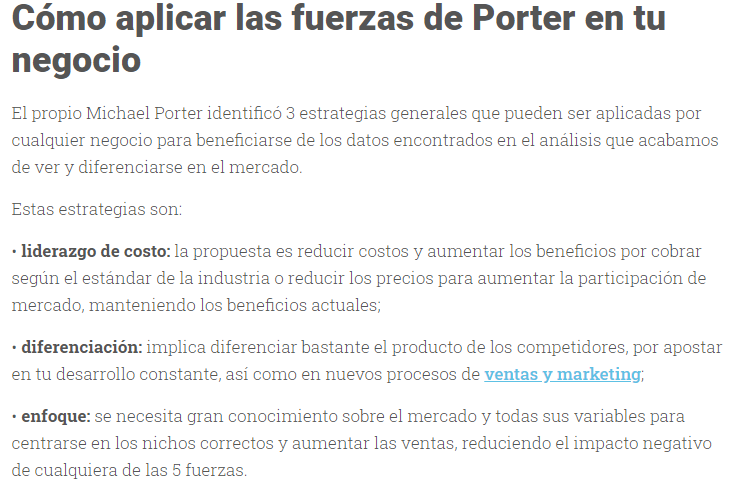 Cómo aplicar las fuerzas de Porter en tu
negocio
El propio Michael Porter identificó 3 estrategias generales que pueden ser aplicadas por
cualquier negocio para beneficiarse de los datos encontrados en el análisis que acabamos
de ver y diferenciarse en el mercado.
Estas estrategias son:
• liderazgo de costo: la propuesta es reducir costos y aumentar los beneficios por cobrar
según el estándar de la industria o reducir los precios para aumentar la participación de
mercado, manteniendo los beneficios actuales;
• diferenciación: implica diferenciar bastante el producto de los competidores, por apostar
en tu desarrollo constante, así como en nuevos procesos de ventas y marketing;
• enfoque: se necesita gran conocimiento sobre el mercado y todas sus variables para
centrarse en los nichos correctos y aumentar las ventas, reduciendo el impacto negativo
de cualquiera de las 5 fuerzas.